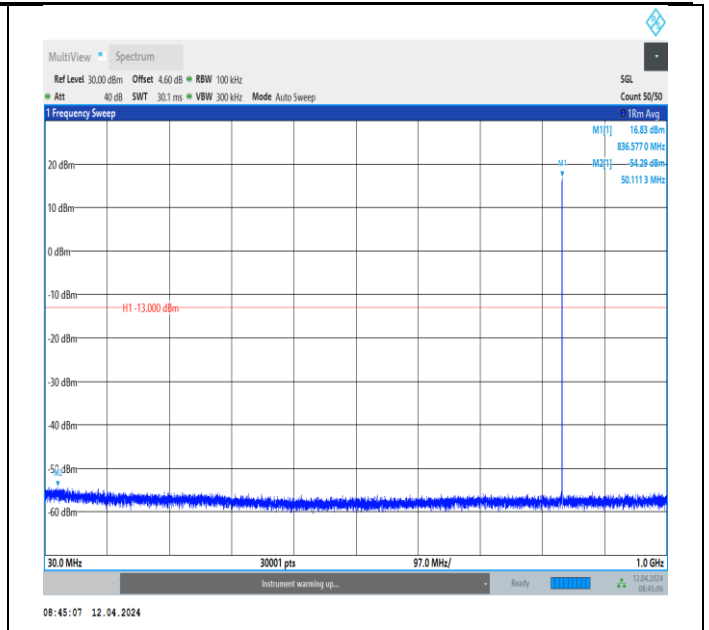 R&S
MultiView Spectrum
Ref Level 30.00 dBm Offset 4.60 dB RBW 100 kHz SGL
Att 40 dB SWT 30.1 ms VBW 300 kHz Mode Auto Sweep Count 50/50
1 Frequency Sweep 1Rm Avg
M1[1] 16.83 dBm
836.577 0 MHz
20 dBm M1 M2[1] -54.29 dBm
50.111 3 MHz
10 dBm
0 dBm
-10 dBm
H1 -13.000 dBm
-20 dBm
-30 dBm
-40 dBm
-50 dBm
M2
-60 dBm
30.0 MHz 30001 pts 97.0 MHz/ 1.0 GHz
Instrument warming up... Ready 12.04.2024
08:45:06
08:45:07 12.04.2024